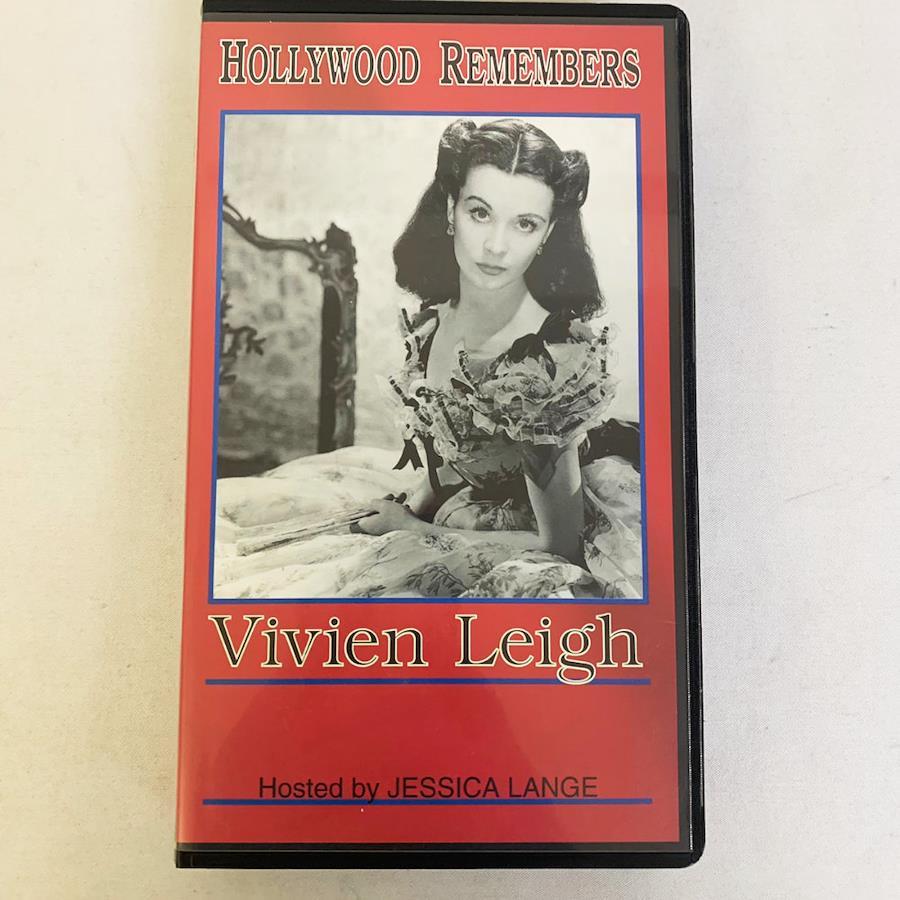 HOLLYWOOD REMEMBERS
Vivien Leigh
Hosted by JESSICA LANGE